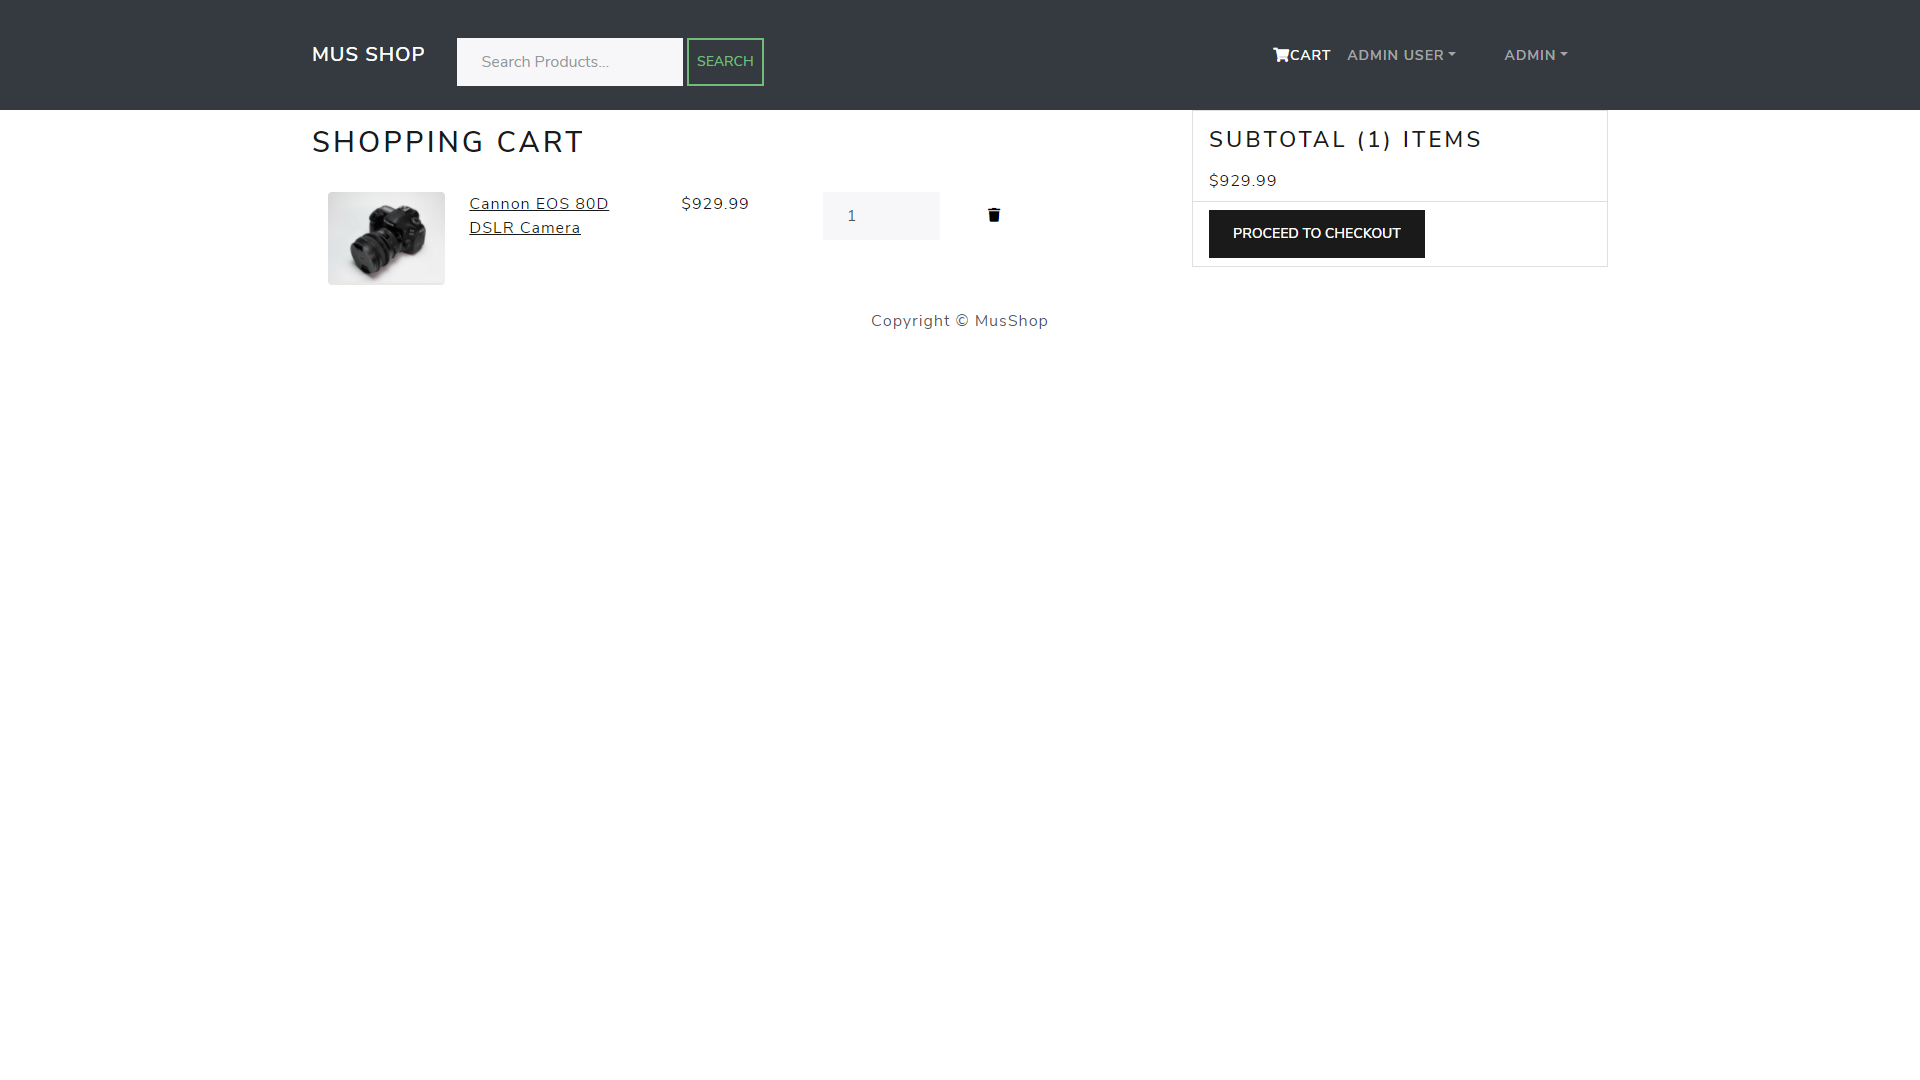 MUS SHOP
Search Products...
SEARCH
CART
ADMIN USER
ADMIN
SHOPPING CART
Cannon EOS 80D
DSLR Camera
$929.99
1
SUBTOTAL (1) ITEMS
$929.99
PROCEED TO CHECKOUT
Copyright © MusShop